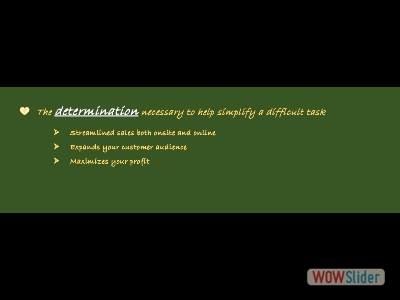 The determination necessary to help simplify a difficult task
Streamlined sales both onsite and online
Expands your customer audience
Maximizes your profit
WOWSlider